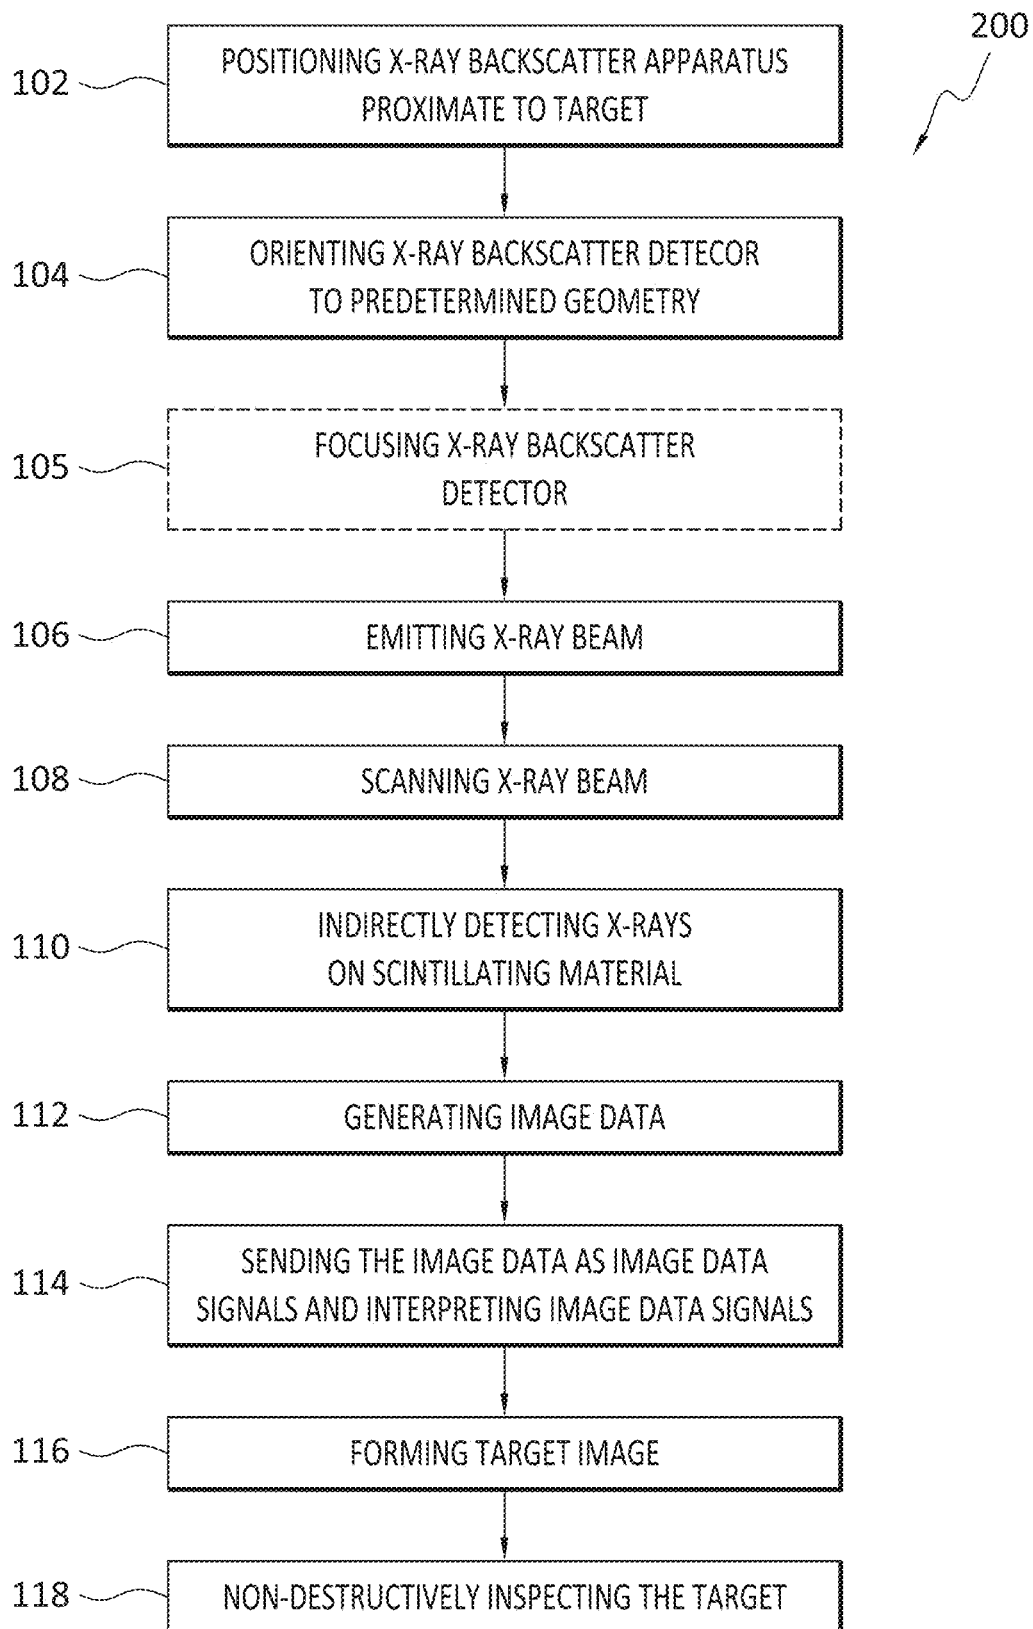 200
102
POSITIONING X-RAY BACKSCATTER APPARATUS
PROXIMATE TO TARGET
104
ORIENTING X-RAY BACKSCATTER DETECOR
TO PREDETERMINED GEOMETRY
105
FOCUSING X-RAY BACKSCATTER
DETECTOR
106
EMITTING X-RAY BEAM
108
SCANNING X-RAY BEAM
110
INDIRECTLY DETECTING X-RAYS
ON SCINTILLATING MATERIAL
112
GENERATING IMAGE DATA
114
SENDING THE IMAGE DATA AS IMAGE DATA
SIGNALS AND INTERPRETING IMAGE DATA SIGNALS
116
FORMING TARGET IMAGE
118
NON-DESTRUCTIVELY INSPECTING THE TARGET